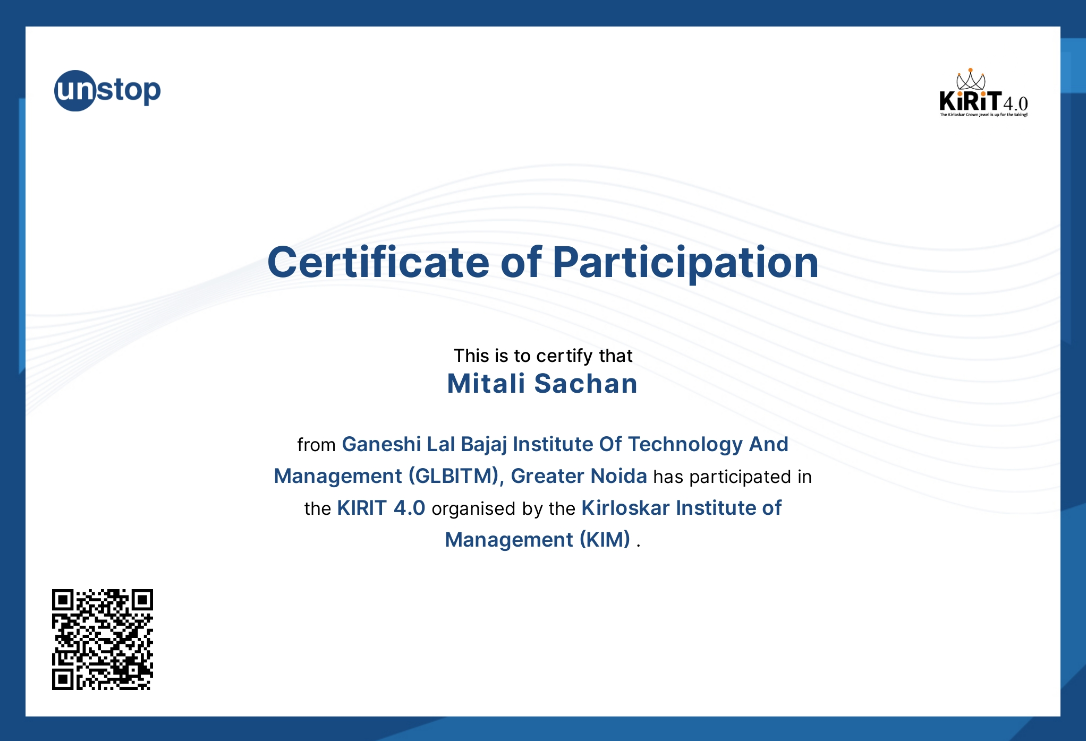 unstop
KiRiT 4.0
The Kirloskar Crown Jewel is up for the taking!
Certificate of Participation
This is to certify that
Mitali Sachan
from Ganeshi Lal Bajaj Institute Of Technology And
Management (GLBITM), Greater Noida has participated in
the KIRIT 4.0 organised by the Kirloskar Institute of
Management (KIM) .